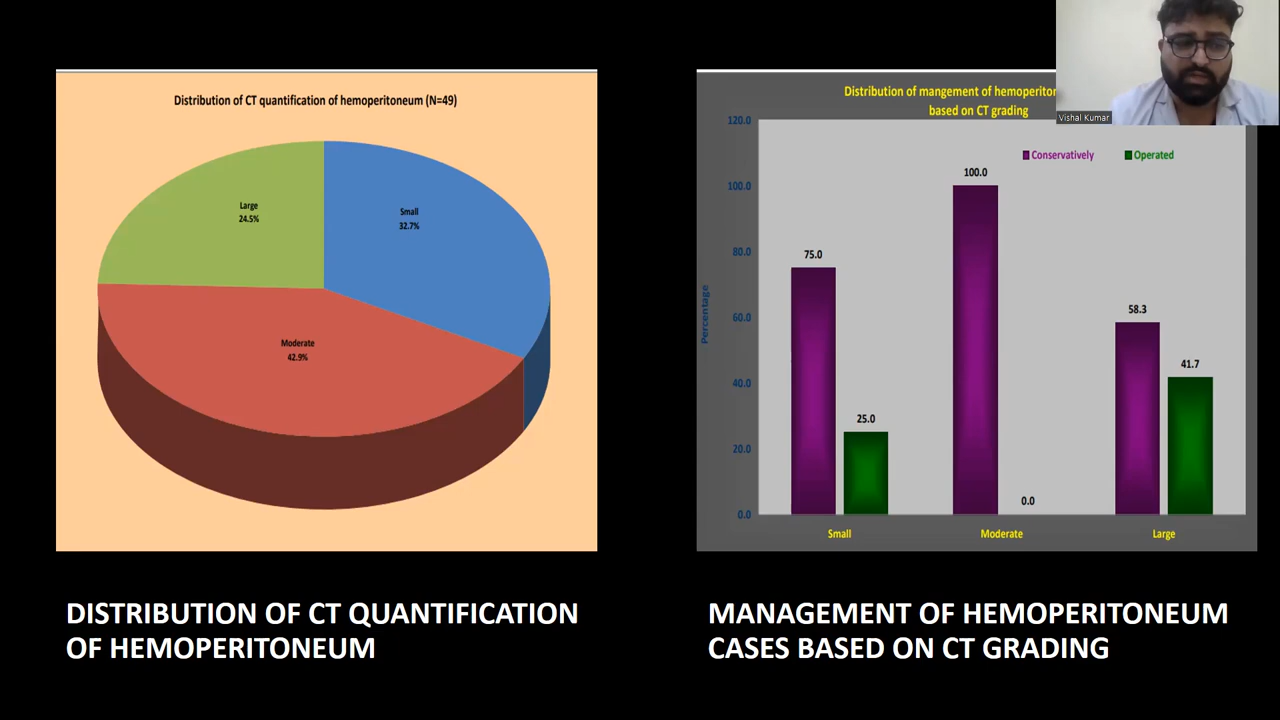 Distribution of CT quantification of hemoperitoneum (N=49)
Large
24.5%
Small
32.7%
Moderate
42.9%
DISTRIBUTION OF CT QUANTIFICATION
OF HEMOPERITONEUM
Distribution of mangement of
based on CT grading
Vishal Kumar
Conservatively
Operated
Percentage
120.0
100.0
80.0
60.0
40.0
20.0
0.0
75.0
25.0
100.0
0.0
58.3
41.7
Small
Moderate
Large
MANAGEMENT OF HEMOPERITONEUM
CASES BASED ON CT GRADING